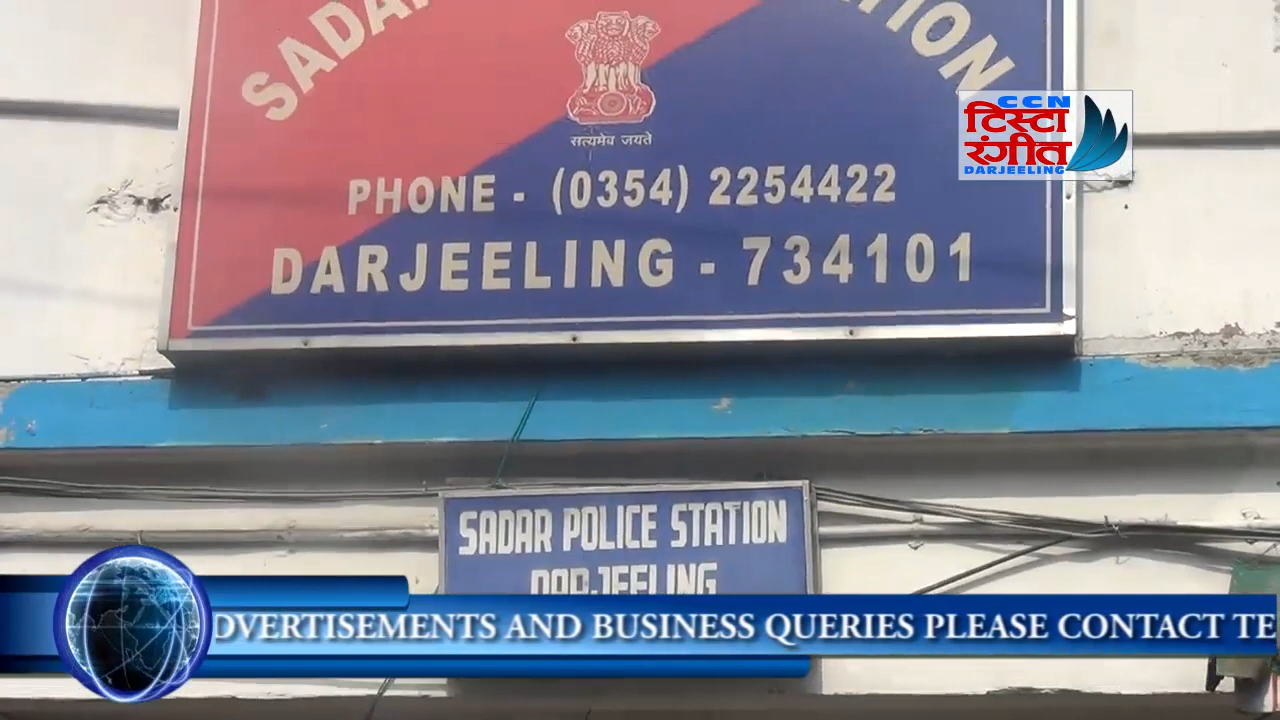 सत्यमेव जयते
PHONE - (0354) 2254422
DARJEELING - 734101
CCN
टिस्टा
रंगीत
DARJEELING
SADAR POLICE STATION
DARJEELING
DVERTISEMENTS AND BUSINESS QUERIES PLEASE CONTACT TE